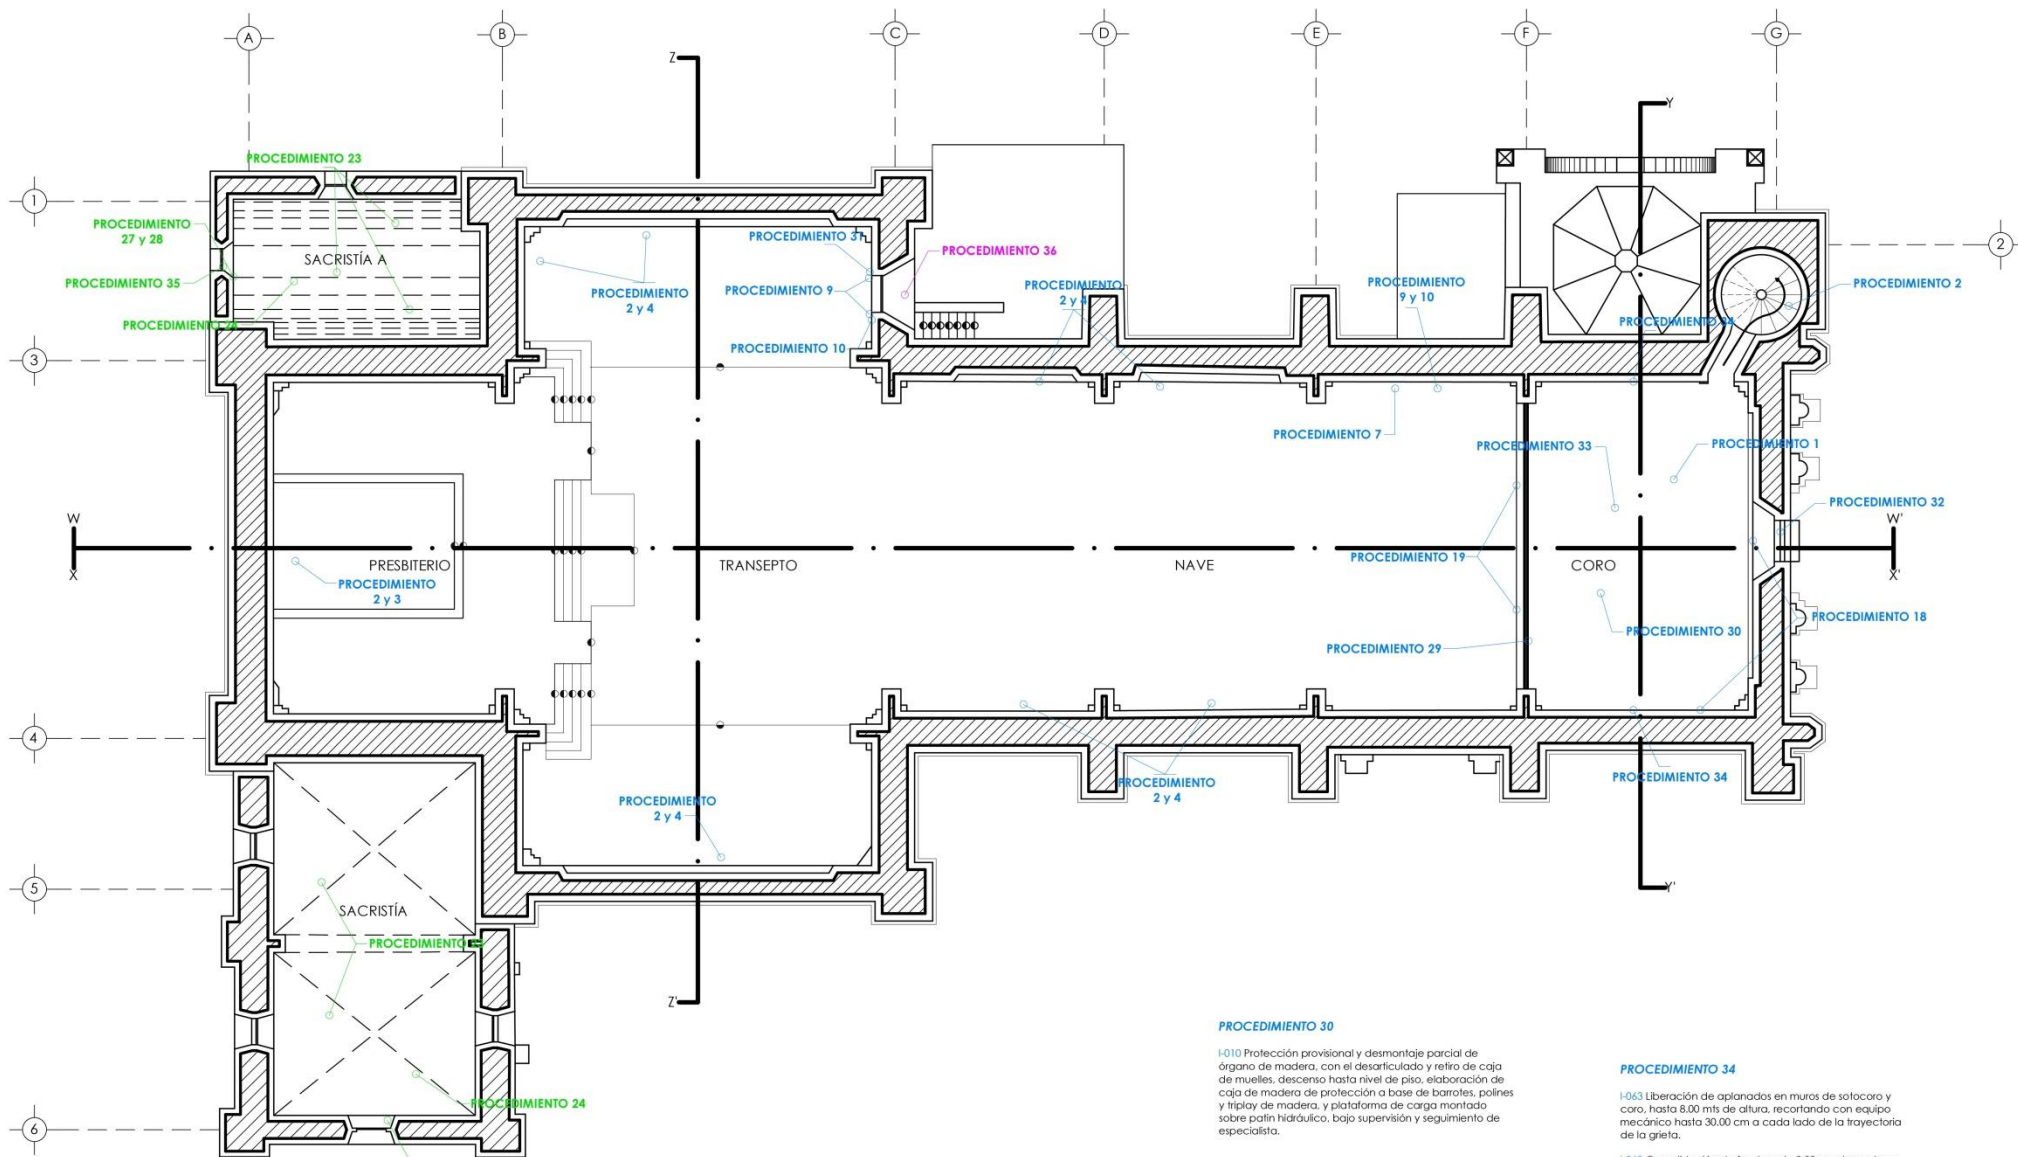 A
B
C
D
E
F
G
Z
Y
1
2
3
4
5
6
PROCEDIMIENTO 23
PROCEDIMIENTO
27 y 28
SACRISTÍA A
PROCEDIMIENTO 35
PROCEDIMIENTO
PROCEDIMIENTO
2 y 4
PROCEDIMIENTO
PROCEDIMIENTO 9
PROCEDIMIENTO 10
PROCEDIMIENTO 36
PROCEDIMIENTO
2 y 4
PROCEDIMIENTO
9 y 10
PROCEDIMIENTO 2
PROCEDIMIENTO 34
PROCEDIMIENTO 7
PROCEDIMIENTO 33
PROCEDIMIENTO 1
PROCEDIMIENTO 32
W
X
W'
X'
PRESBITERIO
TRANSEPTO
NAVE
CORO
PROCEDIMIENTO
2 y 3
PROCEDIMIENTO 19
PROCEDIMIENTO 18
PROCEDIMIENTO 30
PROCEDIMIENTO 29
PROCEDIMIENTO 34
PROCEDIMIENTO
2 y 4
PROCEDIMIENTO
2 y 4
Y'
SACRISTÍA
PROCEDIMIENTO
Z'
PROCEDIMIENTO 24
PROCEDIMIENTO 30
I-010 Protección provisional y desmontaje parcial de
órgano de madera, con el desarticulado y retiro de caja
de muelles, descenso hasta nivel de piso, elaboración de
caja de madera de protección a base de barrotes, polines
y triplay de madera, y plataforma de carga montado
sobre patin hidráulico, bajo supervisión y seguimiento de
especialista.
PROCEDIMIENTO 34
I-063 Liberación de aplanados en muros de sotocoro y
coro, hasta 8.00 mts de altura, recortando con equipo
mecánico hasta 30.00 cm a cada lado de la trayectoria
de la grieta.